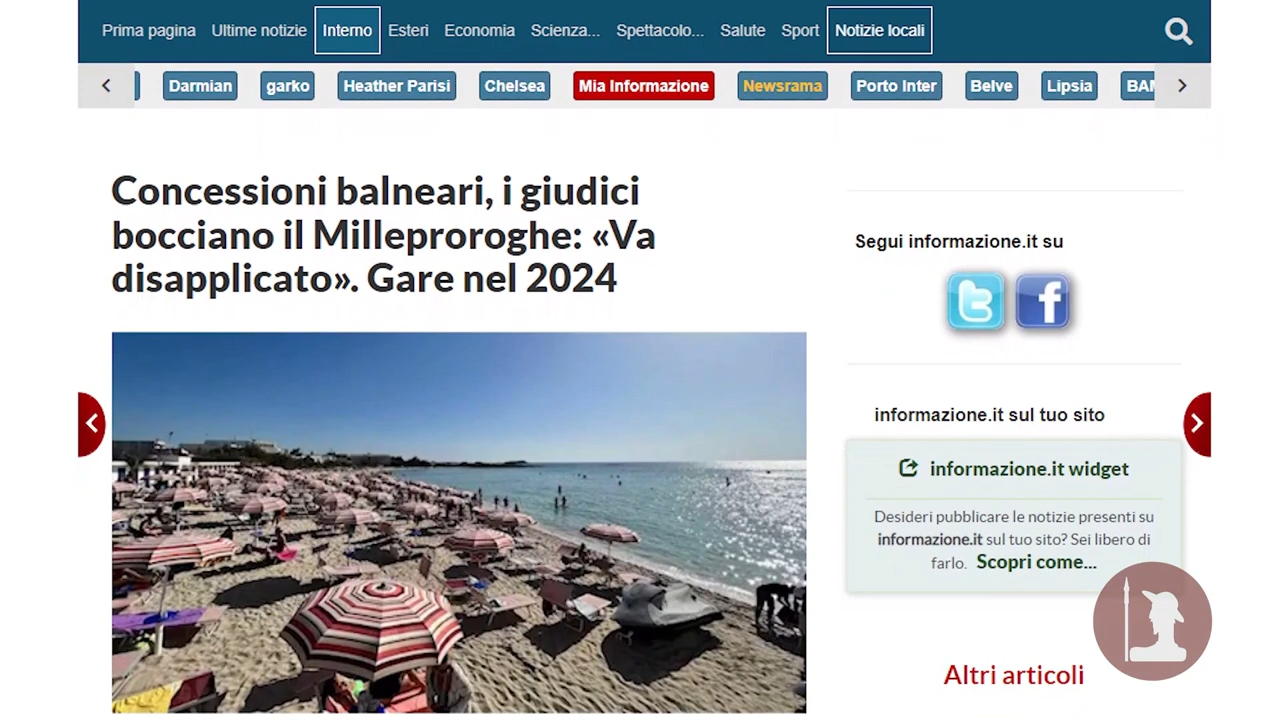 Prima pagina Ultime notizie Interno Esteri Economia Scienza... Spettacolo... Salute Sport Notizie locali
Darmian garko Heather Parisi Chelsea Mia Informazione Newsrama Porto Inter Belve Lipsia
Concessioni balneari, i giudici
bocciano il Milleproroghe: «Va
disapplicato». Gare nel 2024
Segui informazione.it su
informazione.it sul tuo sito
informazione.it widget
Desideri pubblicare le notizie presenti su
informazione.it sul tuo sito? Sei libero di
farlo. Scopri come...
Altri articoli